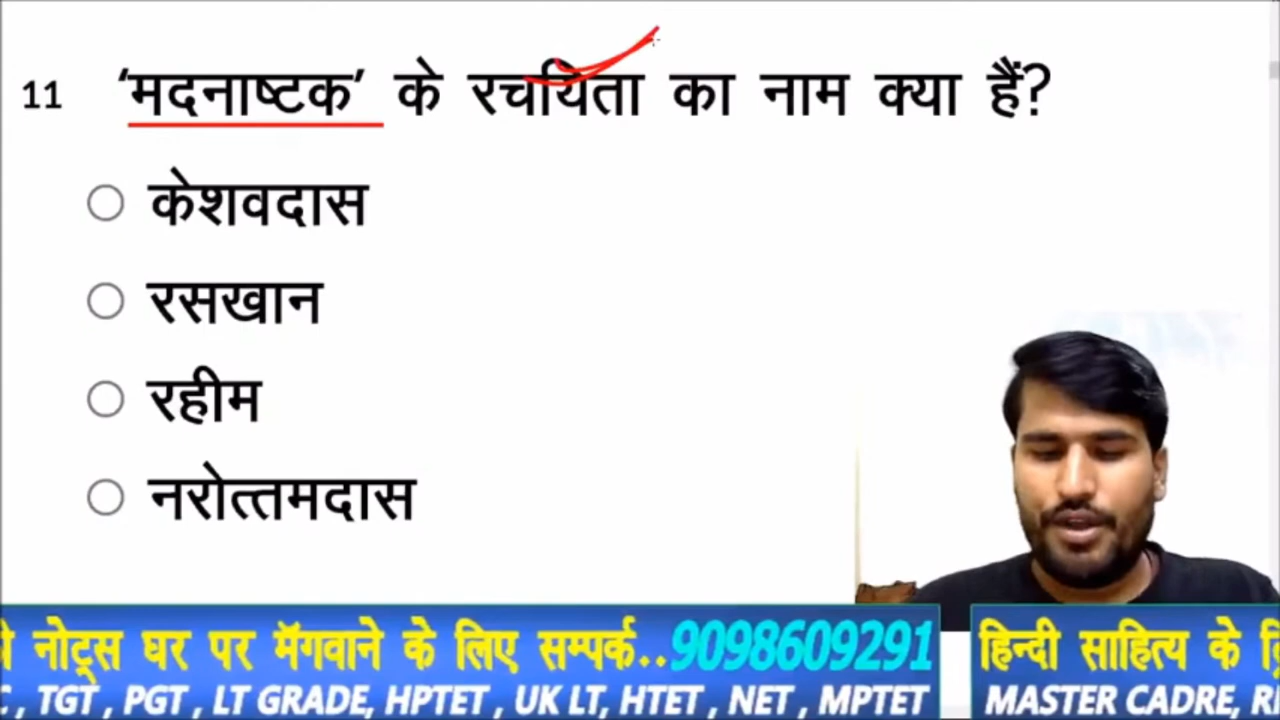 11 ‘मदनाष्टक’ के रचयिता का नाम क्या हैं?
केशवदास
रसखान
रहीम
नरोत्तमदास
नोट्स घर पर मँगवाने के लिए सम्पर्क..9098609291
हिन्दी साहित्य के
, TGT , PGT , LT GRADE, HPTET , UK LT, HTET , NET , MPTET
MASTER CADRE,